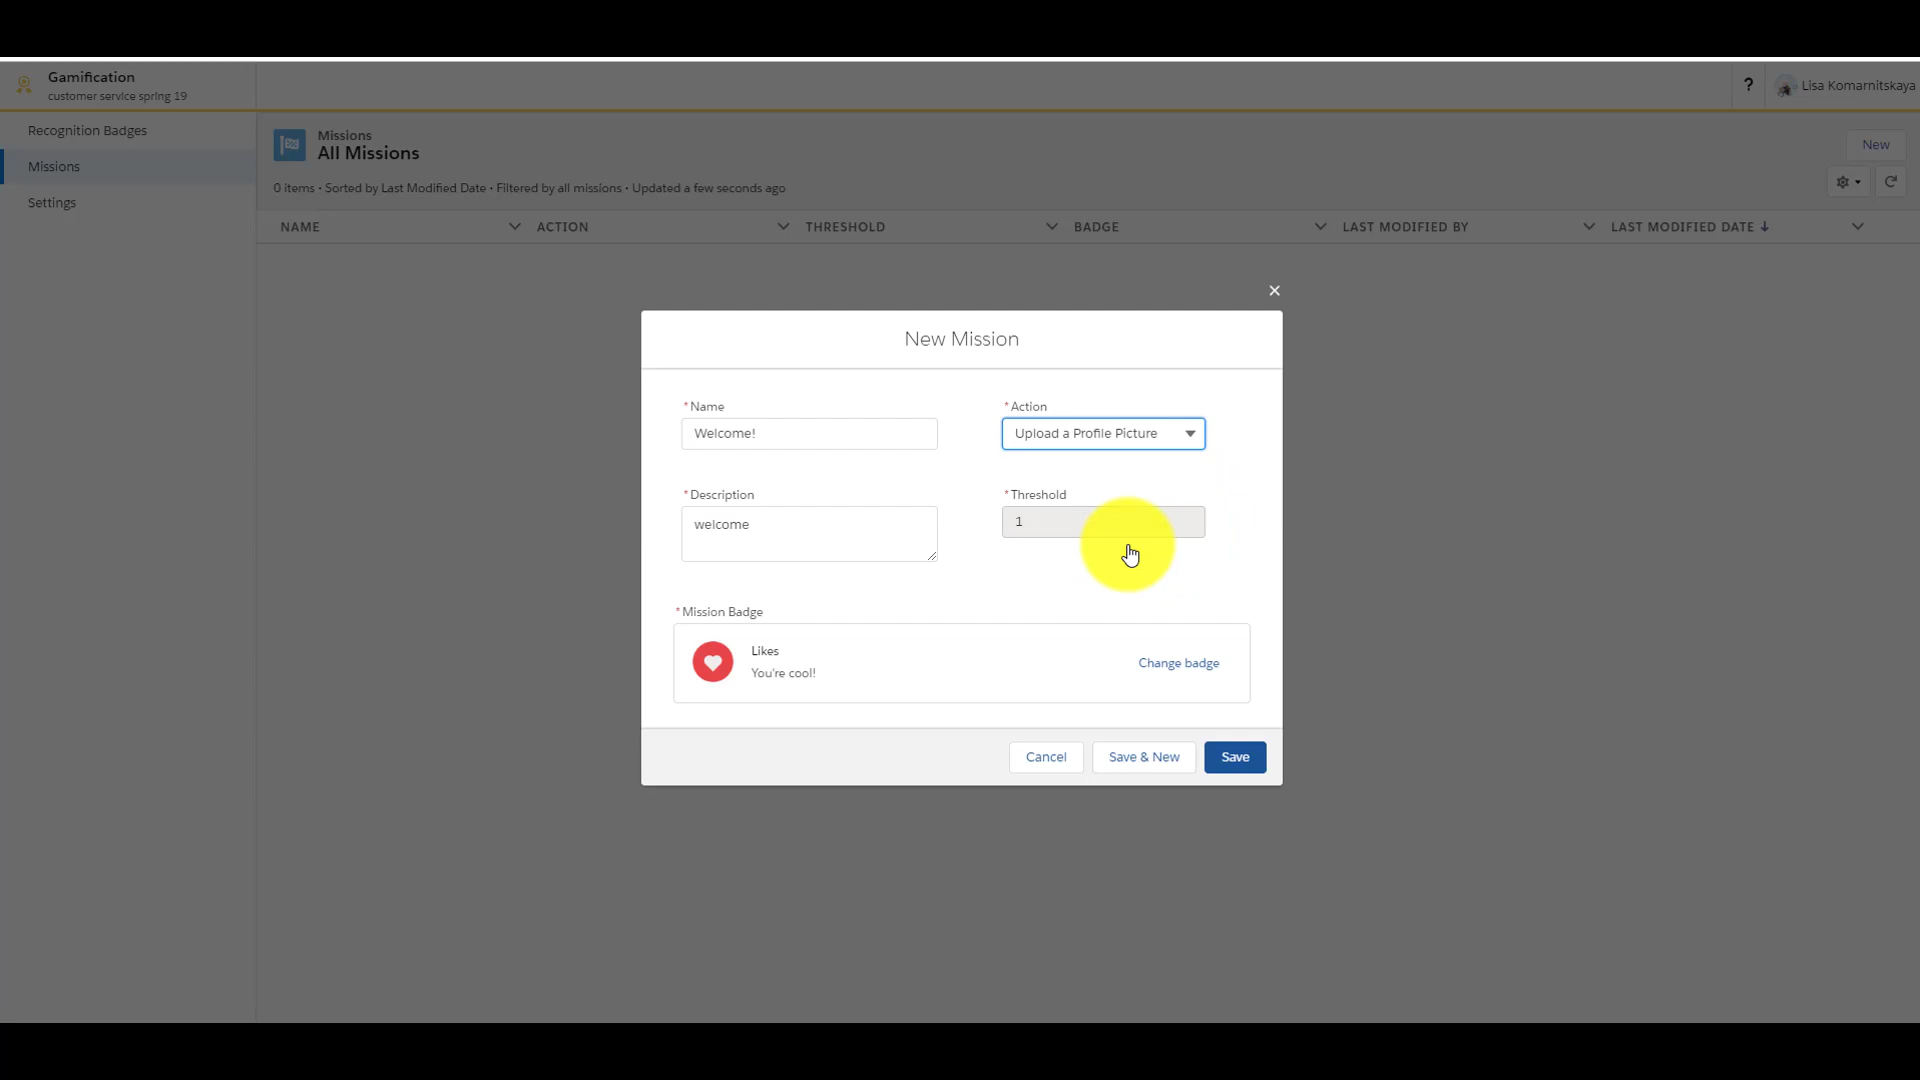 Gamification
customer service spring 19
? Lisa Komarnitskaya
Recognition Badges
Missions
Settings
Missions
All Missions
New
0 items • Sorted by Last Modified Date • Filtered by all missions • Updated a few seconds ago
NAME ACTION THRESHOLD BADGE LAST MODIFIED BY LAST MODIFIED DATE ↓
New Mission
* Name
Welcome!
* Action
Upload a Profile Picture
* Description
welcome
* Threshold
1
* Mission Badge
Likes
You're cool!
Change badge
Cancel Save & New Save